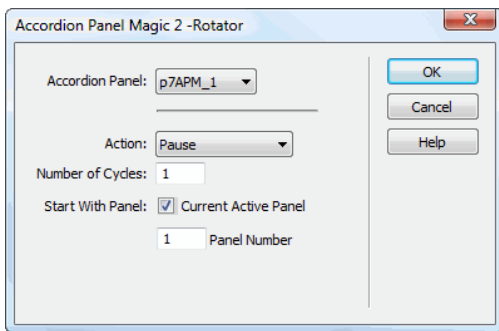 Accordion Panel Magic 2 -Rotator
Accordion Panel: p7APM_1
OK
Cancel
Action: Pause
Help
Number of Cycles: 1
Start With Panel: Current Active Panel
1 Panel Number